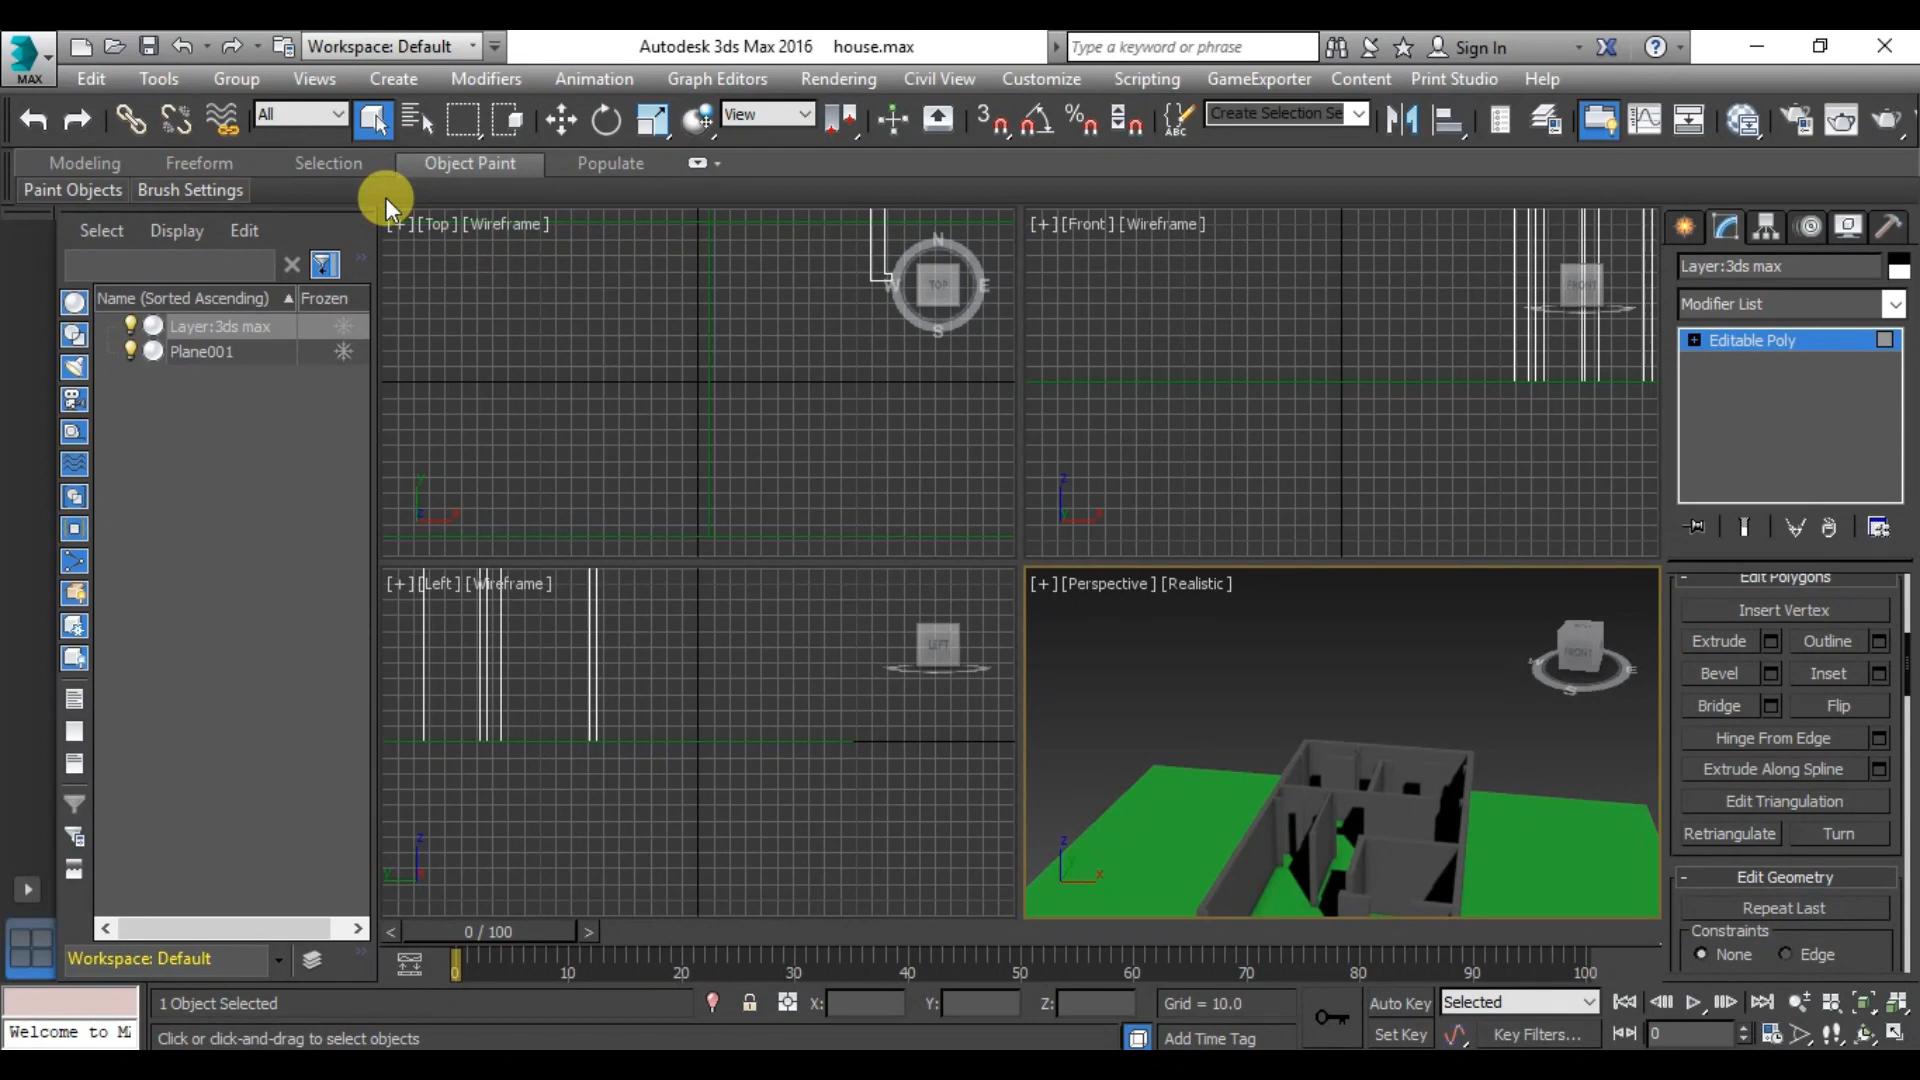 MAX
Workspace: Default
Autodesk 3ds Max 2016 house.max
Type a keyword or phrase
Sign In
Edit Tools Group Views Create Modifiers Animation Graph Editors Rendering Civil View Customize Scripting GameExporter Content Print Studio Help
All
View
3
ABC
Create Selection Se
Modeling Freeform Selection Object Paint Populate
Paint Objects Brush Settings
Select Display Edit
Name (Sorted Ascending) Frozen
Layer:3ds max
Plane001
[+][Top][Wireframe]
N
W TOP E
S
y
z x
[+][Front][Wireframe]
FRONT
z
y x
[+][Left][Wireframe]
LEFT
z
y x
[+][Perspective][Realistic]
FRONT
E
S
z
y
x
Layer:3ds max
Modifier List
Editable Poly
Edit Polygons
Insert Vertex
Extrude Outline
Bevel Inset
Bridge Flip
Hinge From Edge
Extrude Along Spline
Edit Triangulation
Retriangulate Turn
Edit Geometry
Repeat Last
Constraints
None Edge
< 0 / 100 >
Workspace: Default
0 10 20 30 40 50 60 70 80 90 100
1 Object Selected
X: Y: Z:
Grid = 10.0
Auto Key Selected
Welcome to M
Click or click-and-drag to select objects
Add Time Tag
Set Key Key Filters...
0